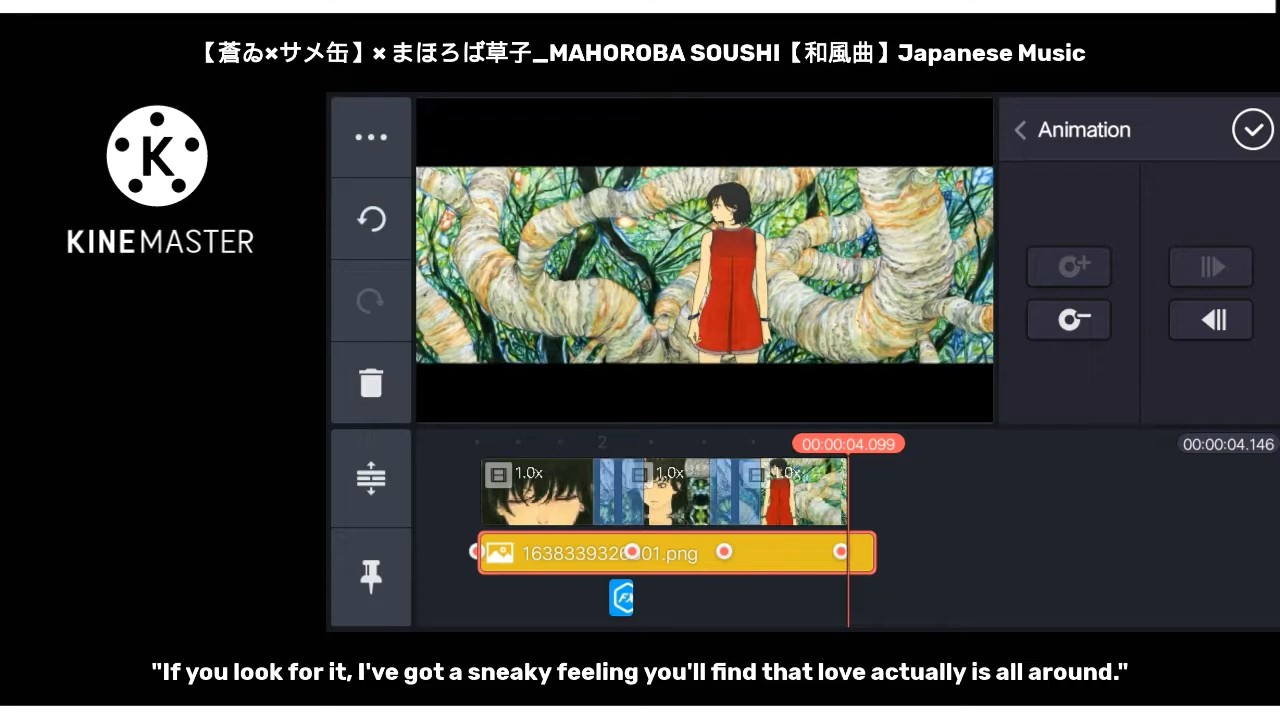 【蒼ゐ×サメ缶】× まほろば草子_MAHOROBA SOUSHI【和風曲】Japanese Music
K
KINEMASTER
Animation
2
00:00:04.099
00:00:04.146
1.0x
1.0x
1.0x
FX
"If you look for it, I've got a sneaky feeling you'll find that love actually is all around."